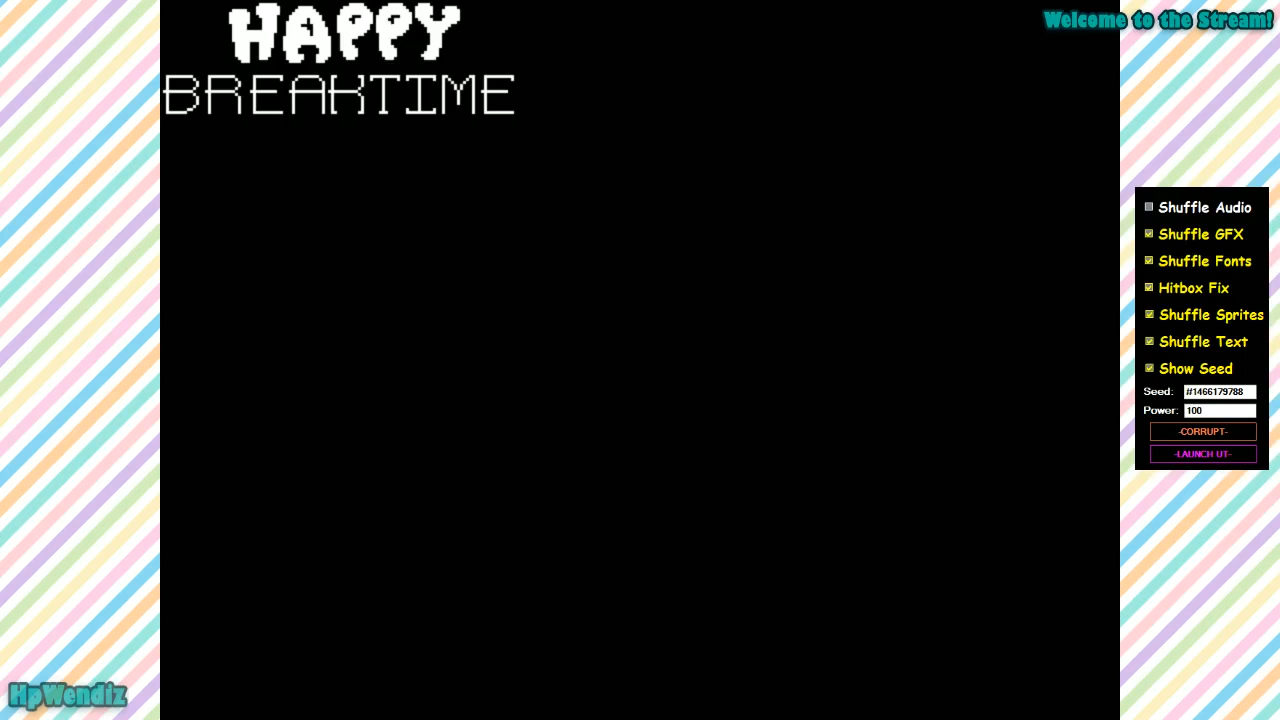 HAPPY
BREAKTIME
Welcome to the Stream!
Shuffle Audio
Shuffle GFX
Shuffle Fonts
Hitbox Fix
Shuffle Sprites
Shuffle Text
Show Seed
Seed: #1466179788
Power: 100
-CORRUPT-
-LAUNCH UT-
HpWendiz